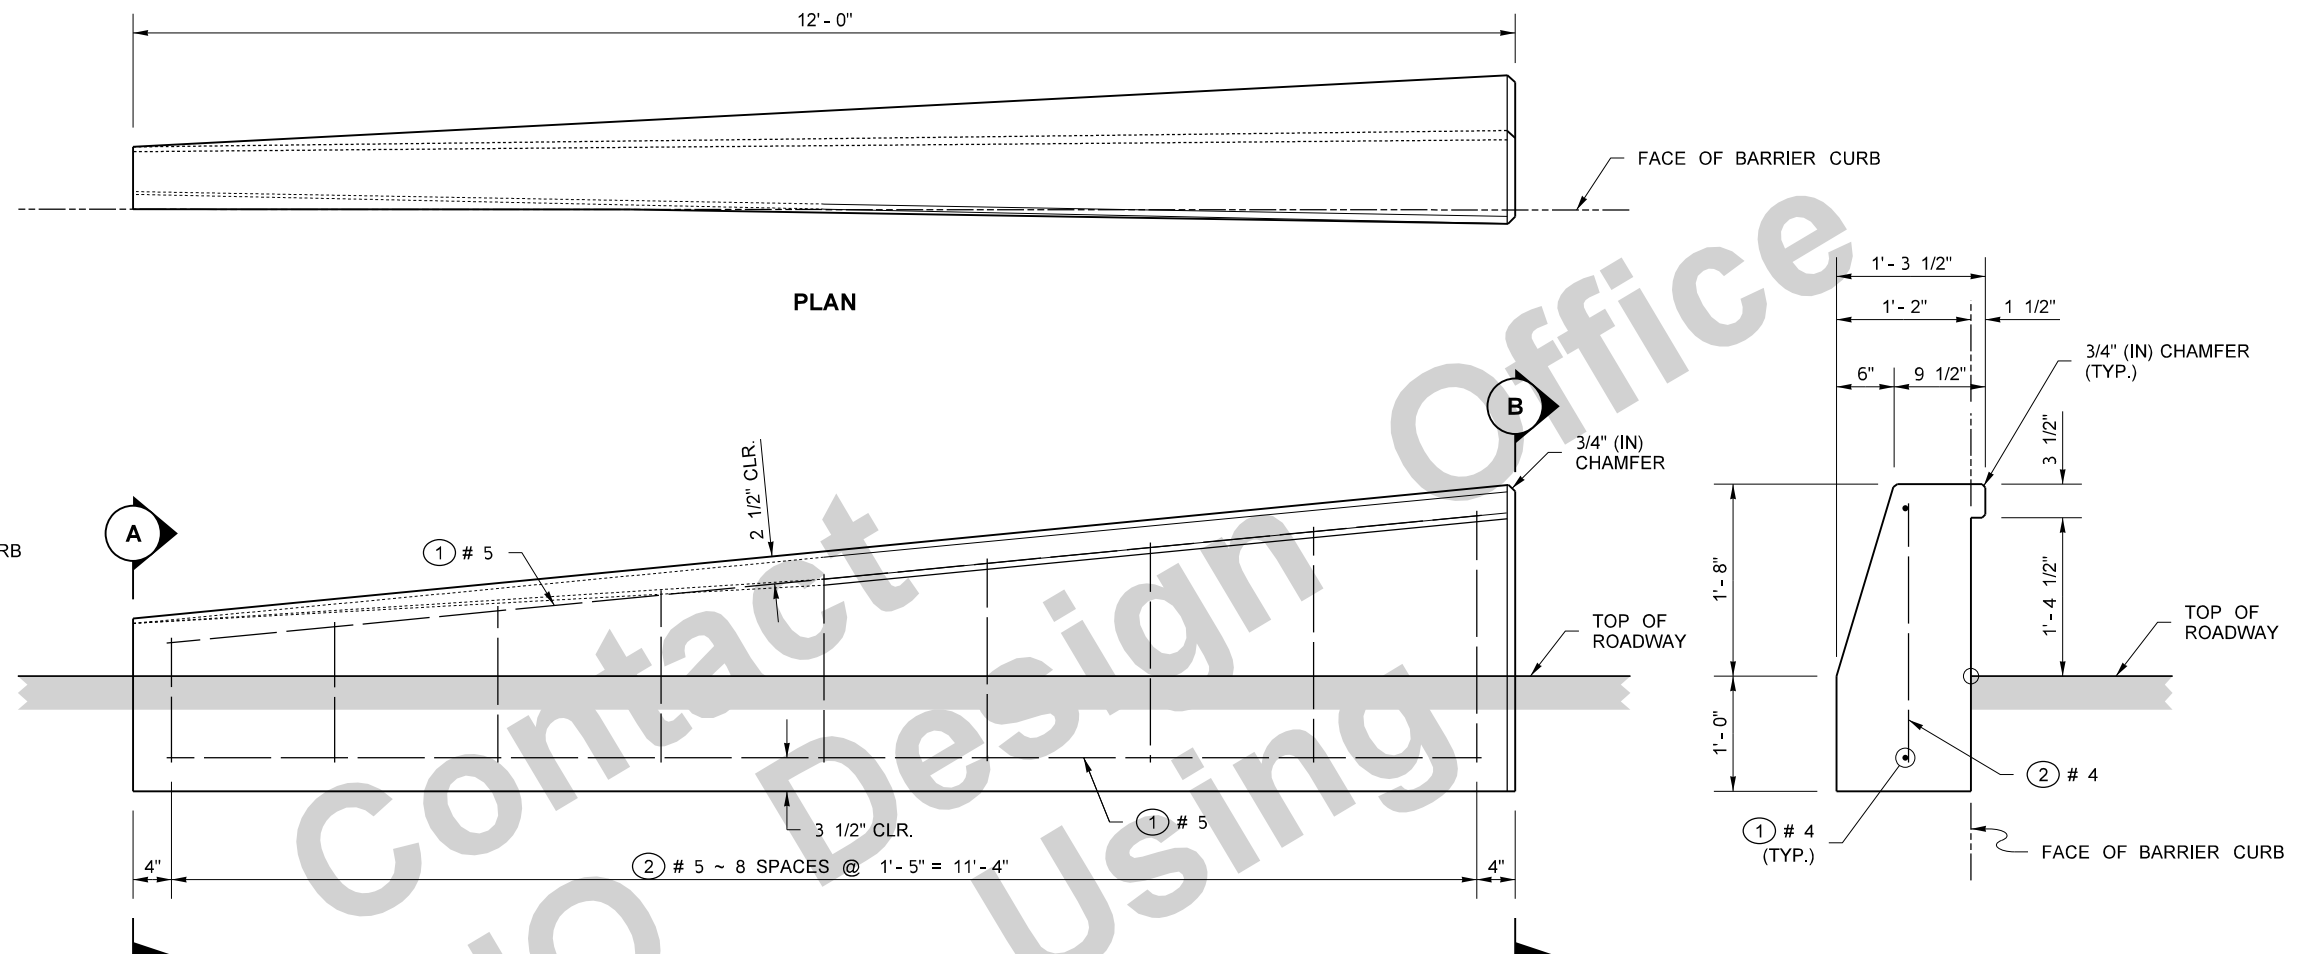 12'- 0"
FACE OF BARRIER CURB
PLAN
1'- 3 1/2"
1'- 2"
1 1/2"
3/4" (IN) CHAMFER
(TYP.)
6"
9 1/2"
3 1/2"
1'- 8"
1'- 4 1/2"
TOP OF
ROADWAY
1'- 0"
2 # 4
1 # 4
(TYP.)
FACE OF BARRIER CURB
B
3/4" (IN)
CHAMFER
2 1/2" CLR.
A
1 # 5
TOP OF
ROADWAY
1 # 5
3 1/2" CLR.
4"
2 # 5 ~ 8 SPACES @ 1'- 5" = 11'- 4"
4"
Contact
Design Office
Using